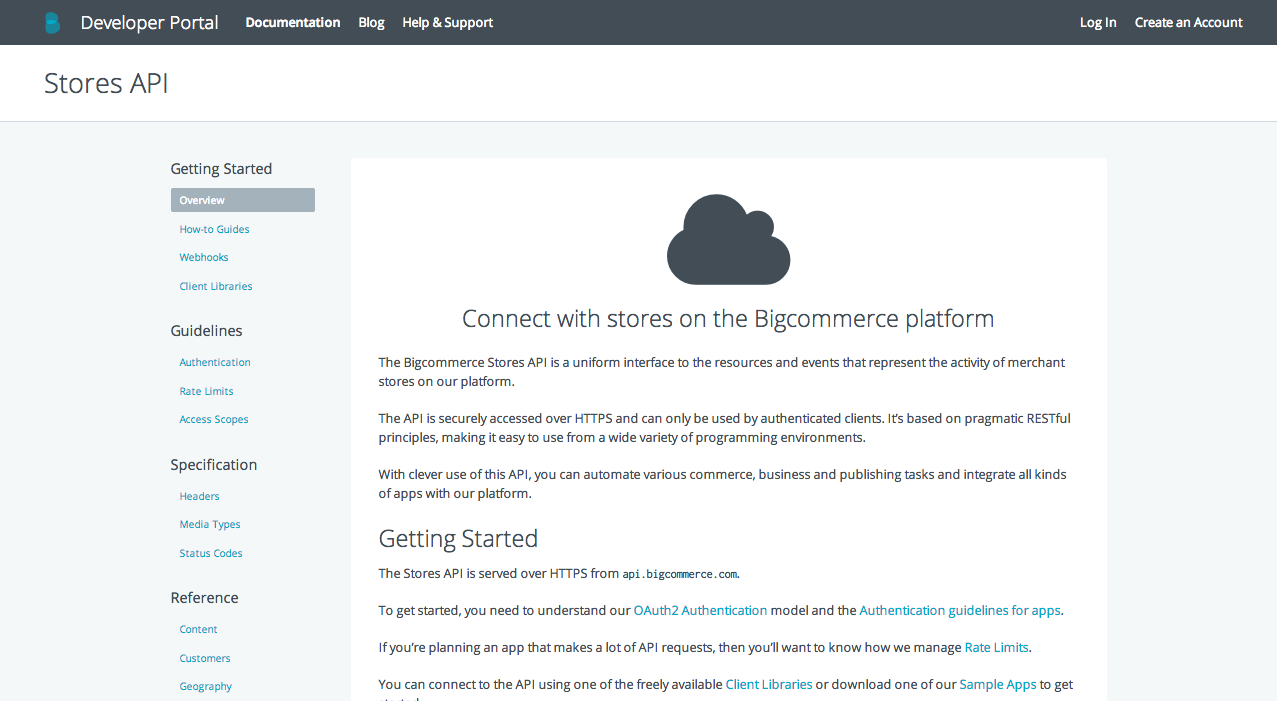 Developer Portal Documentation Blog Help & Support Log In Create an Account
Stores API
Getting Started
Overview
How-to Guides
Webhooks
Client Libraries
Guidelines
Authentication
Rate Limits
Access Scopes
Specification
Headers
Media Types
Status Codes
Reference
Content
Customers
Geography
Connect with stores on the Bigcommerce platform
The Bigcommerce Stores API is a uniform interface to the resources and events that represent the activity of merchant
stores on our platform.
The API is securely accessed over HTTPS and can only be used by authenticated clients. It’s based on pragmatic RESTful
principles, making it easy to use from a wide variety of programming environments.
With clever use of this API, you can automate various commerce, business and publishing tasks and integrate all kinds
of apps with our platform.
Getting Started
The Stores API is served over HTTPS from api.bigcommerce.com.
To get started, you need to understand our OAuth2 Authentication model and the Authentication guidelines for apps.
If you’re planning an app that makes a lot of API requests, then you’ll want to know how we manage Rate Limits.
You can connect to the API using one of the freely available Client Libraries or download one of our Sample Apps to get